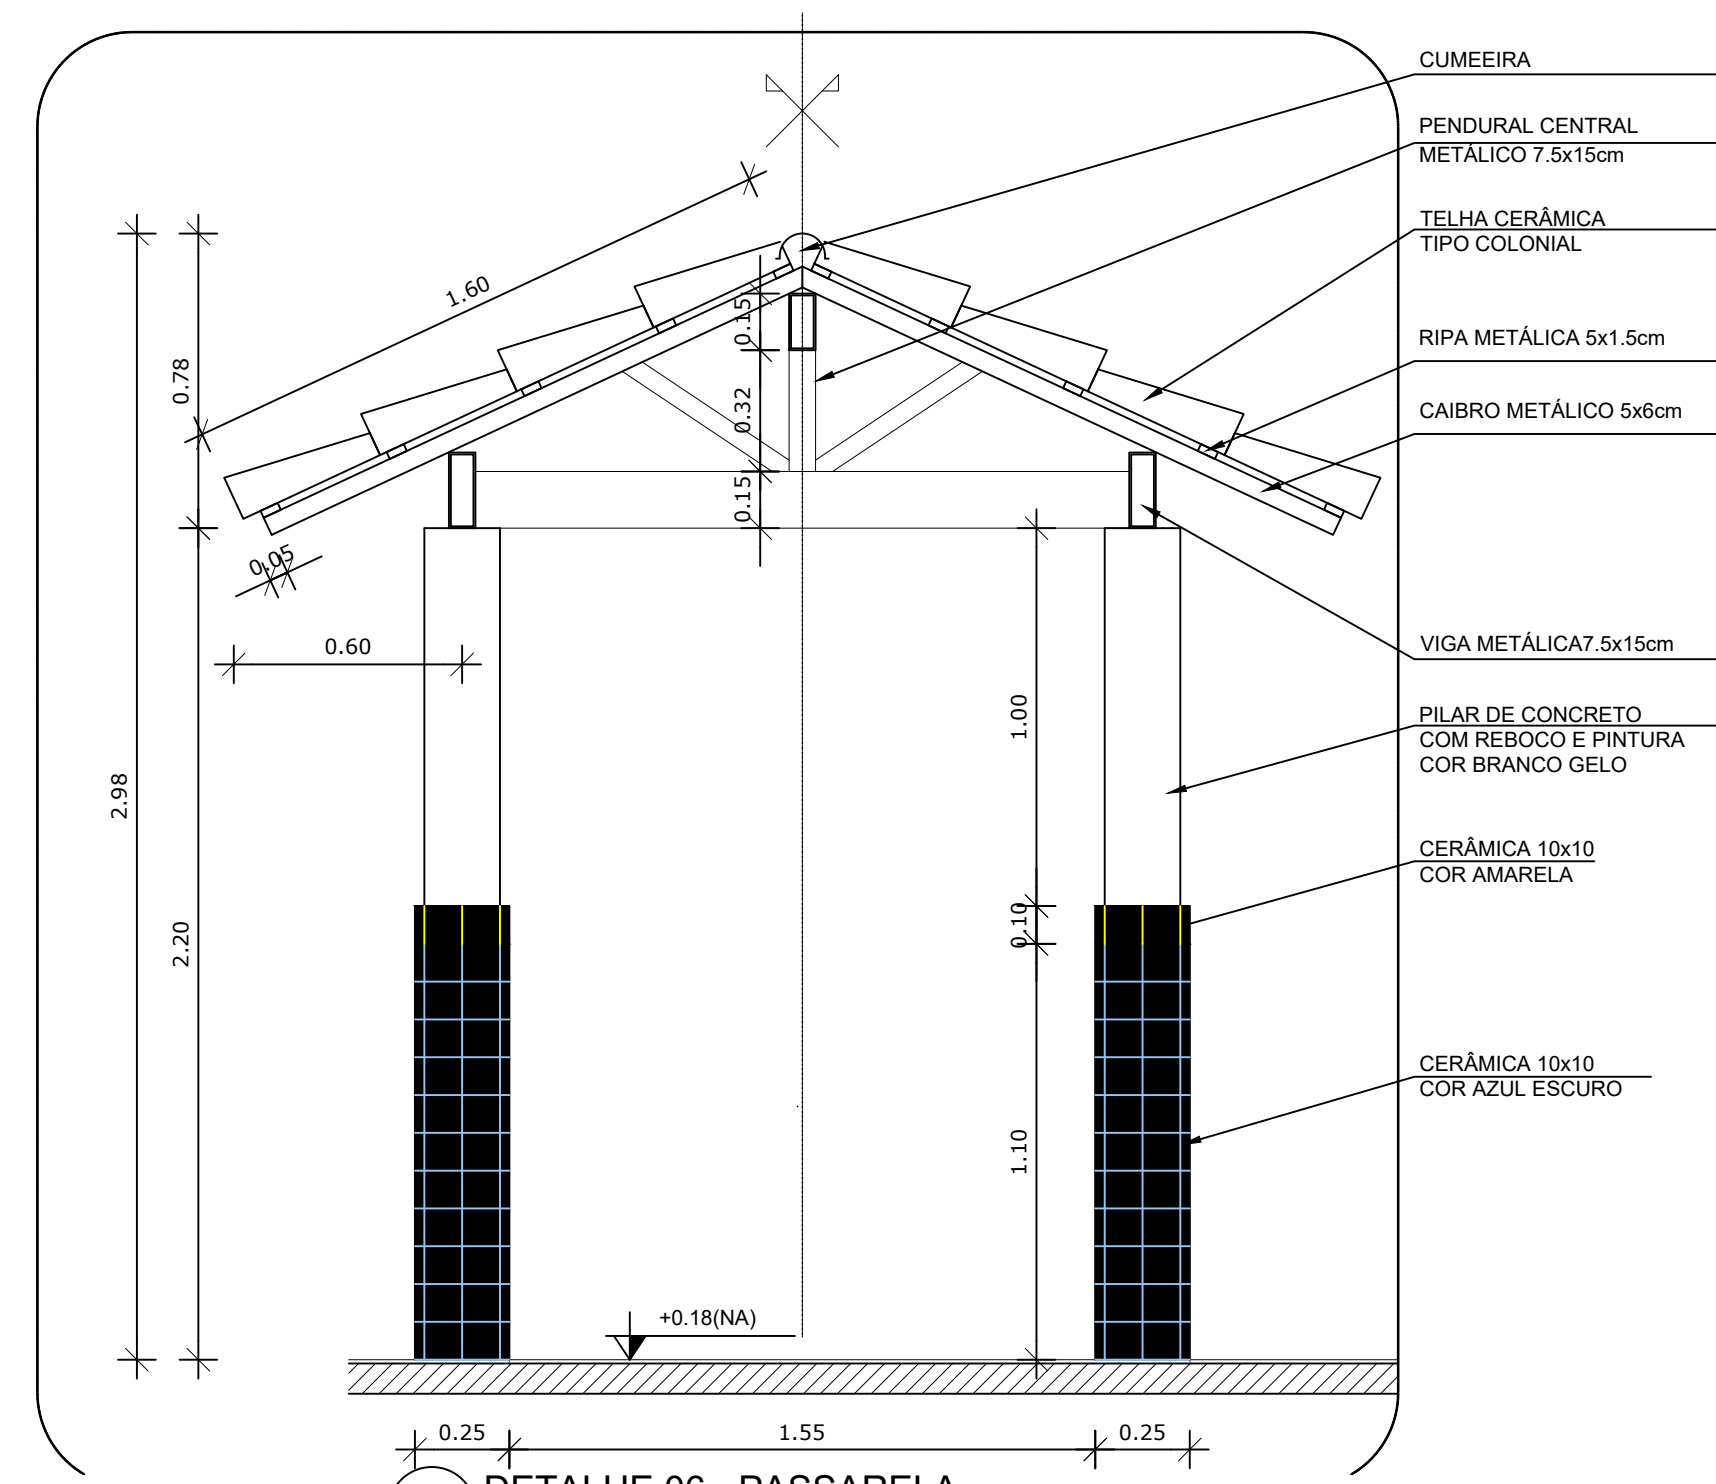 CUMEEIRA
PENDURAL CENTRAL
METÁLICO 7.5x15cm
TELHA CERÂMICA
TIPO COLONIAL
RIPA METÁLICA 5x1.5cm
CAIBRO METÁLICO 5x6cm
VIGA METÁLICA7.5x15cm
PILAR DE CONCRETO
COM REBOCO E PINTURA
COR BRANCO GELO
CERÂMICA 10x10
COR AMARELA
CERÂMICA 10x10
COR AZUL ESCURO
1.60
0.78
0.15
0.32
0.15
0.05
0.60
2.98
2.20
1.00
0.10
1.10
+0.18(NA)
0.25
1.55
0.25
DETALHE 06 - PASSARELA